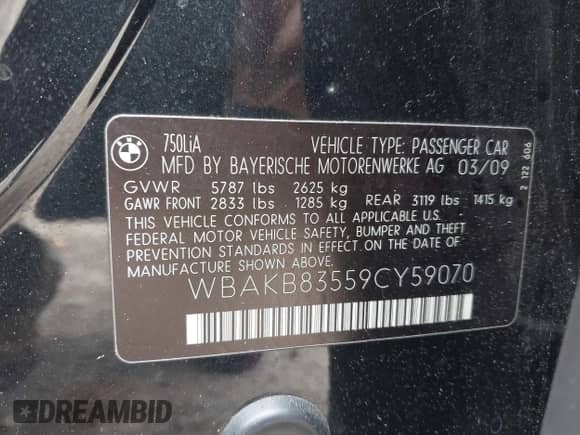 750LiA VEHICLE TYPE: PASSENGER CAR
MFD BY BAYERISCHE MOTORENWERKE AG 03/09
GVWR 5787 lbs 2625 kg
GAWR FRONT 2833 lbs 1285 kg REAR 3119 lbs 1415 kg
THIS VEHICLE CONFORMS TO ALL APPLICABLE U.S.
FEDERAL MOTOR VEHICLE SAFETY, BUMPER AND THEFT
PREVENTION STANDARDS IN EFFECT ON THE DATE OF
MANUFACTURE SHOWN ABOVE.
WBAKB83559CY59070
2 122 606
BMW
DREAMBID